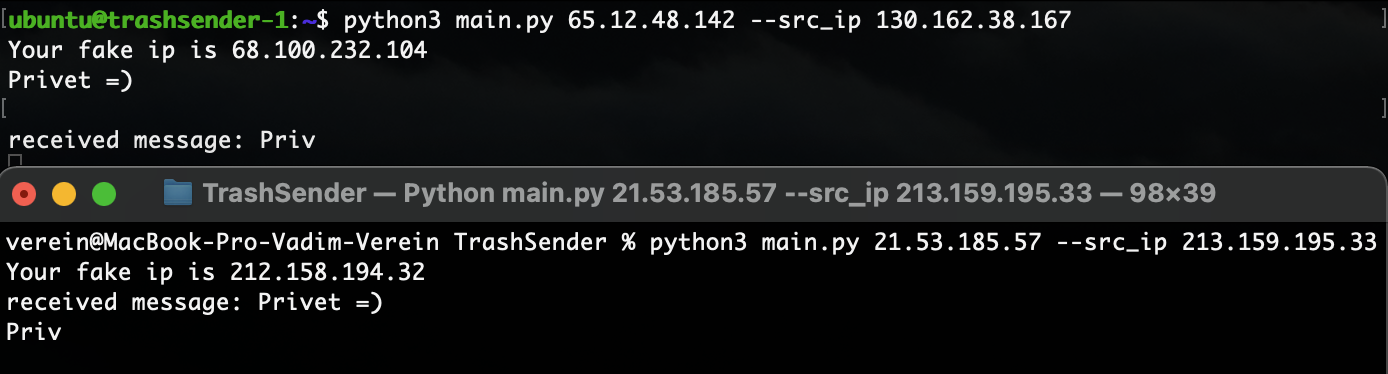 ubuntu@trashsender-1:~$ python3 main.py 65.12.48.142 --src_ip 130.162.38.167
Your fake ip is 68.100.232.104
Privet =)
received message: Priv
TrashSender — Python main.py 21.53.185.57 --src_ip 213.159.195.33 — 98×39
verein@MacBook-Pro-Vadim-Verein TrashSender % python3 main.py 21.53.185.57 --src_ip 213.159.195.33
Your fake ip is 212.158.194.32
received message: Privet =)
Priv